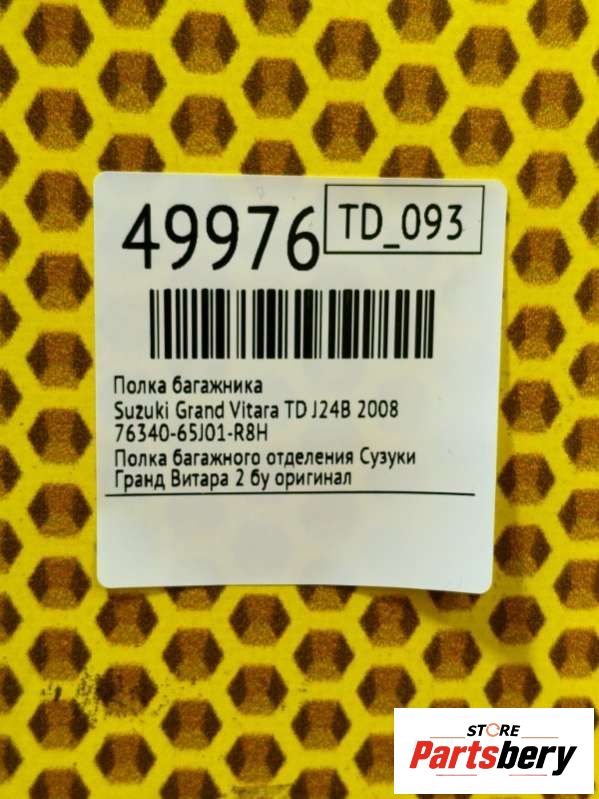 49976
TD_093
Полка багажника
Suzuki Grand Vitara TD J24B 2008
76340-65J01-R8H
Полка багажного отделения Сузуки
Гранд Витара 2 бу оригинал
STORE
Partsbery